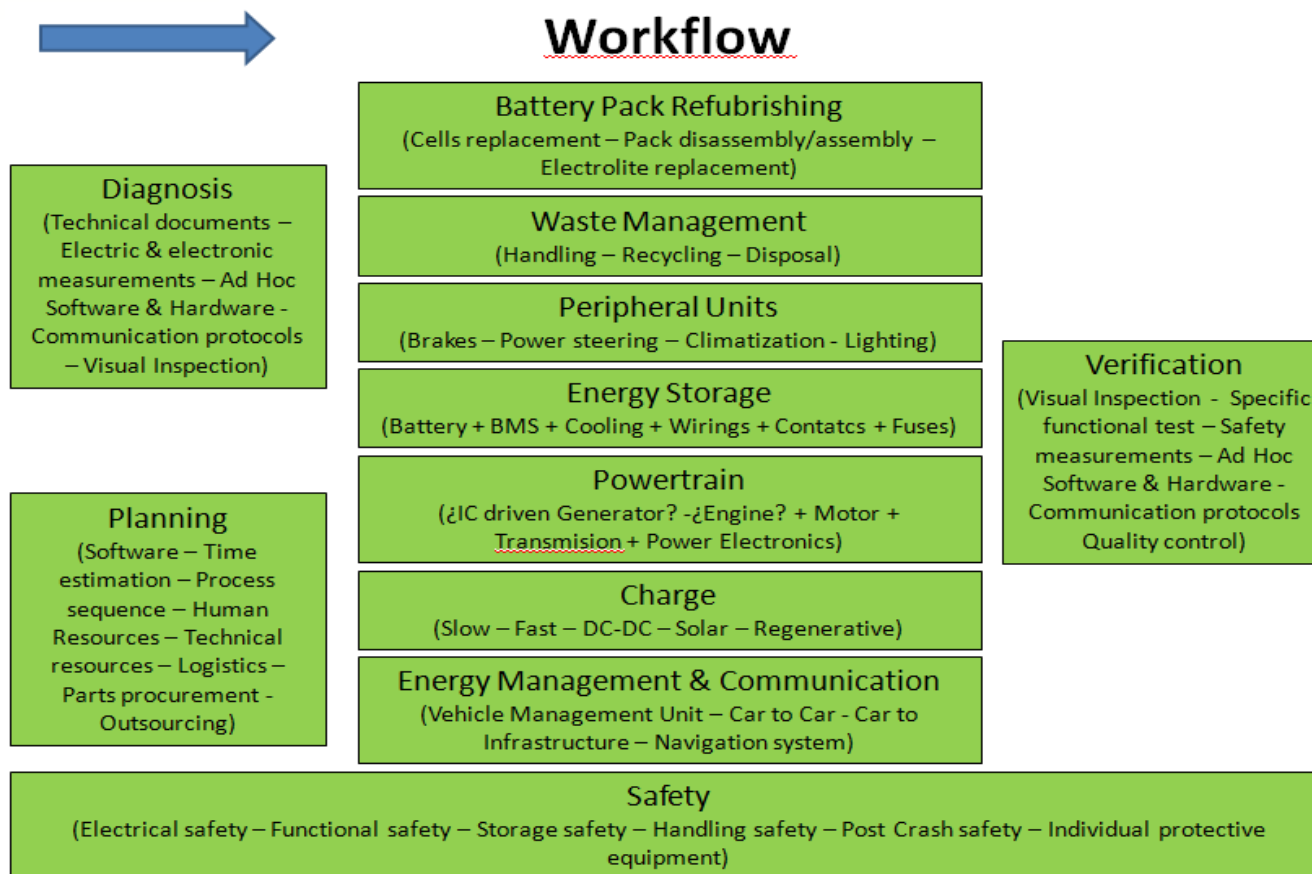 Workflow
Battery Pack Refubrishing
(Cells replacement – Pack disassembly/assembly –
Electrolite replacement)
Diagnosis
(Technical documents –
Electric & electronic
measurements – Ad Hoc
Software & Hardware -
Communication protocols
– Visual Inspection)
Waste Management
(Handling – Recycling – Disposal)
Peripheral Units
(Brakes – Power steering – Climatization - Lighting)
Energy Storage
(Battery + BMS + Cooling + Wirings + Contatcs + Fuses)
Verification
(Visual Inspection - Specific
functional test – Safety
measurements – Ad Hoc
Software & Hardware -
Communication protocols
Quality control)
Powertrain
(¿IC driven Generator? -¿Engine? + Motor +
Transmision + Power Electronics)
Planning
(Software – Time
estimation – Process
sequence – Human
Resources – Technical
resources – Logistics –
Parts procurement -
Outsourcing)
Charge
(Slow – Fast – DC-DC – Solar – Regenerative)
Energy Management & Communication
(Vehicle Management Unit – Car to Car - Car to
Infrastructure – Navigation system)
Safety
(Electrical safety – Functional safety – Storage safety – Handling safety – Post Crash safety – Individual protective
equipment)